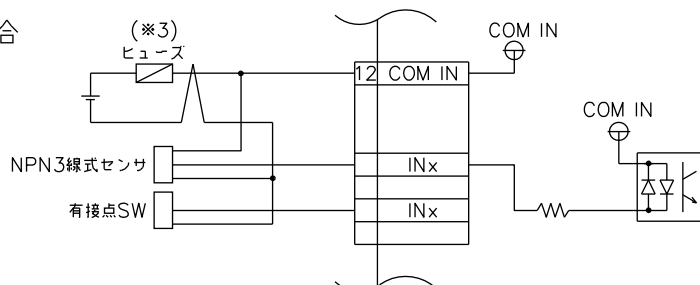 合
(※3)
ヒューズ
COM IN
12 COM IN
COM IN
NPN3線式センサ
INx
有接点SW
INx